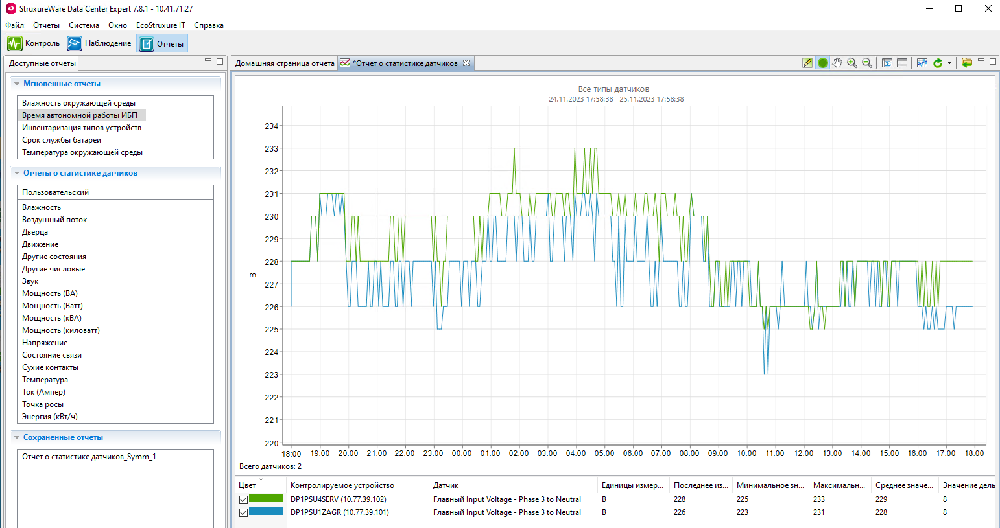 StruxureWare Data Center Expert 7.8.1 - 10.41.71.27
Файл Отчеты Система Окно EcoStruxure IT Справка
Контроль Наблюдение Отчеты
Доступные отчеты
Мгновенные отчеты
Влажность окружающей среды
Время автономной работы ИБП
Инвентаризация типов устройств
Срок службы батареи
Температура окружающей среды
Отчеты о статистике датчиков
Пользовательский
Влажность
Воздушный поток
Дверца
Движение
Другие состояния
Другие числовые
Звук
Мощность (ВА)
Мощность (Ватт)
Мощность (кВА)
Мощность (киловатт)
Напряжение
Состояние связи
Сухие контакты
Температура
Ток (Ампер)
Точка росы
Энергия (кВт/ч)
Сохраненные отчеты
Отчет о статистике датчиков_Symm_1
Домашняя страница отчета *Отчет о статистике датчиков
Все типы датчиков
24.11.2023 17:58:38 - 25.11.2023 17:58:38
234
233
232
231
230
229
228
227
226
225
224
223
222
221
220
В
18:00 19:00 20:00 21:00 22:00 23:00 00:00 01:00 02:00 03:00 04:00 05:00 06:00 07:00 08:00 09:00 10:00 11:00 12:00 13:00 14:00 15:00 16:00 17:00 18:00
Всего датчиков: 2
Цвет Контролируемое устройство Датчик Единицы измер... Последнее из... Минимальное зн... Максимальн... Среднее значе... Значение дель
DP1PSU4SERV (10.77.39.102) Главный Input Voltage - Phase 3 to Neutral В 228 225 233 229 8
DP1PSU1ZAGR (10.77.39.101) Главный Input Voltage - Phase 3 to Neutral В 226 223 231 228 8